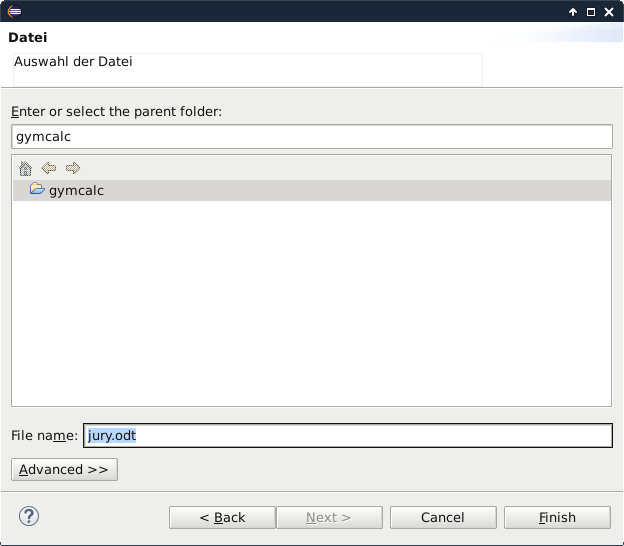 Datei
Auswahl der Datei
Enter or select the parent folder:
gymcalc
gymcalc
File name: jury.odt
Advanced >>
< Back Next > Cancel Finish